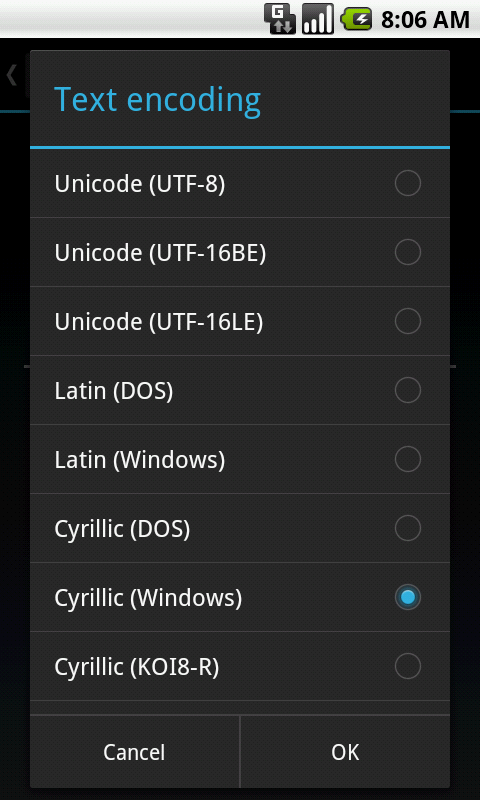 G
8:06 AM
Text encoding
Unicode (UTF-8)
Unicode (UTF-16BE)
Unicode (UTF-16LE)
Latin (DOS)
Latin (Windows)
Cyrillic (DOS)
Cyrillic (Windows)
Cyrillic (KOI8-R)
Cancel
OK